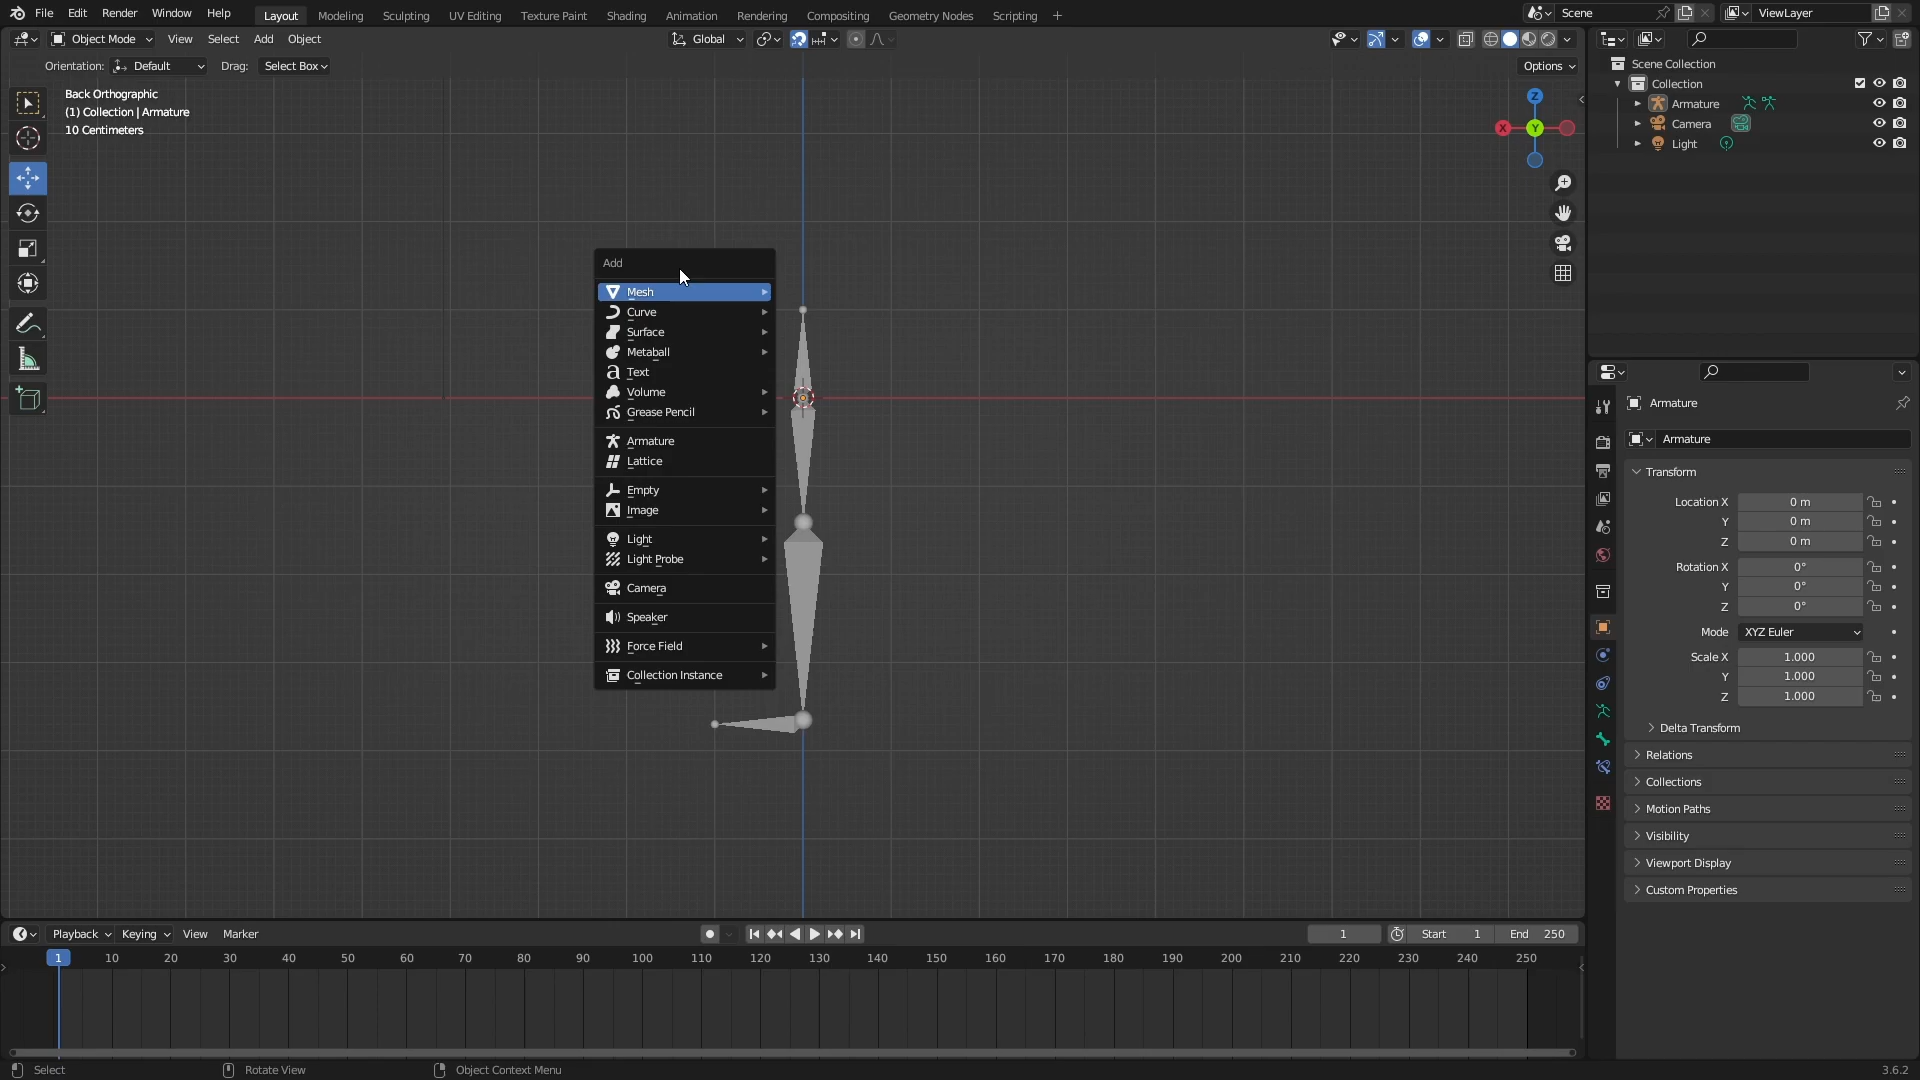 File Edit Render Window Help Layout Modeling Sculpting UV Editing Texture Paint Shading Animation Rendering Compositing Geometry Nodes Scripting + Scene ViewLayer
Object Mode View Select Add Object Global
Orientation: Default Drag: Select Box Options
Back Orthographic
(1) Collection | Armature
10 Centimeters
Z
X
Y
Add
Mesh
Curve
Surface
Metaball
Text
Volume
Grease Pencil
Armature
Lattice
Empty
Image
Light
Light Probe
Camera
Speaker
Force Field
Collection Instance
Scene Collection
Collection
Armature
Camera
Light
Armature
Armature
Transform
Location X 0 m
Y 0 m
Z 0 m
Rotation X 0°
Y 0°
Z 0°
Mode XYZ Euler
Scale X 1.000
Y 1.000
Z 1.000
Delta Transform
Relations
Collections
Motion Paths
Visibility
Viewport Display
Custom Properties
Playback Keying View Marker 1 Start 1 End 250
1 10 20 30 40 50 60 70 80 90 100 110 120 130 140 150 160 170 180 190 200 210 220 230 240 250
Select Rotate View Object Context Menu 3.6.2